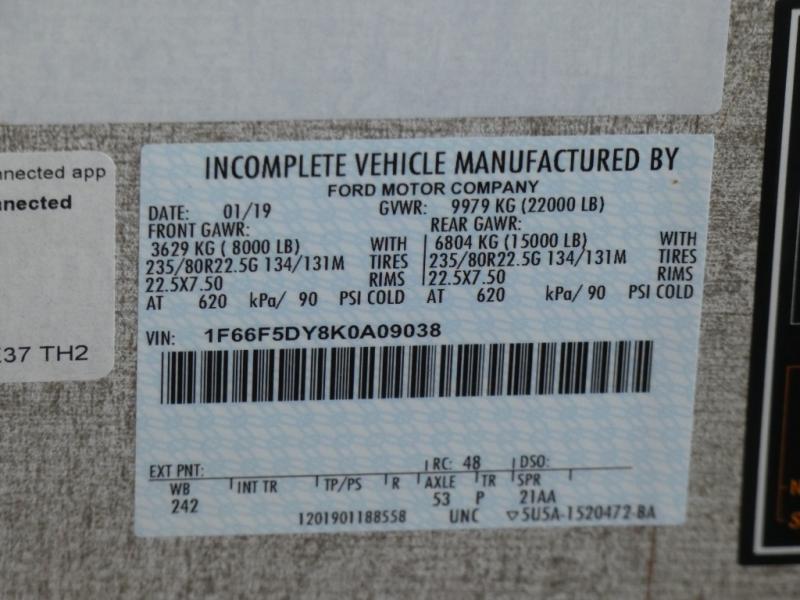 nnected app
nnected
37 TH2
INCOMPLETE VEHICLE MANUFACTURED BY
FORD MOTOR COMPANY
DATE: 01/19 GVWR: 9979 KG (22000 LB)
FRONT GAWR: REAR GAWR:
3629 KG ( 8000 LB) WITH 6804 KG (15000 LB) WITH
235/80R22.5G 134/131M TIRES 235/80R22.5G 134/131M TIRES
22.5X7.50 RIMS 22.5X7.50 RIMS
AT 620 kPa/ 90 PSI COLD AT 620 kPa/ 90 PSI COLD
VIN: 1F66F5DY8K0A09038
EXT PNT: RC: 48 DSO:
WB INT TR TP/PS R AXLE TR SPR
242 53 P 21AA
1201901188558 UNC ▽5U5A-1520472-BA